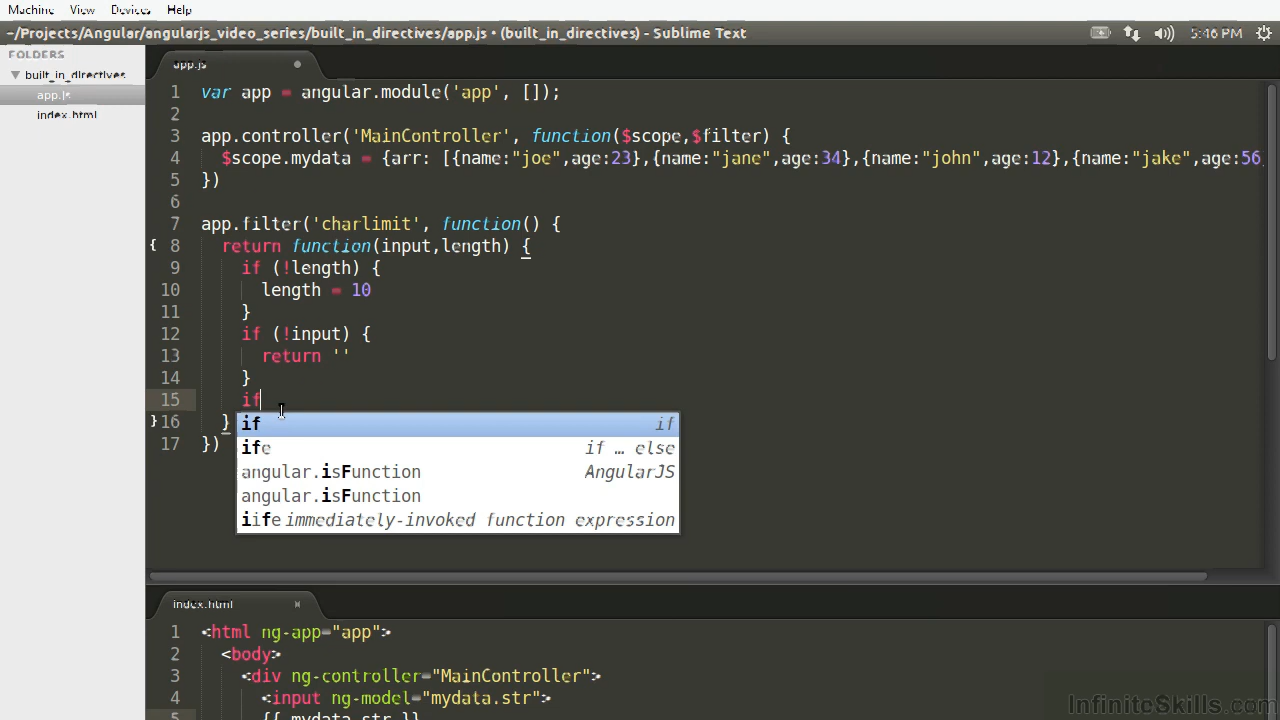 Machine View Devices Help
~/Projects/Angular/angularjs_video_series/built_in_directives/app.js • (built_in_directives) - Sublime Text
5:46 PM
FOLDERS
built_in_directives
app.js
index.html
app.js
1 var app = angular.module('app', []);
2
3 app.controller('MainController', function($scope,$filter) {
4 $scope.mydata = {arr: [{name:"joe",age:23},{name:"jane",age:34},{name:"john",age:12},{name:"jake",age:56
5 })
6
7 app.filter('charlimit', function() {
{ 8 return function(input,length) {
9 if (!length) {
10 length = 10
11 }
12 if (!input) {
13 return ''
14 }
15 if
} 16 }
17 })
if if
ife if … else
angular.isFunction AngularJS
angular.isFunction
iife immediately-invoked function expression
index.html
1 <html ng-app="app">
2 <body>
3 <div ng-controller="MainController">
4 <input ng-model="mydata.str">
5 {{ mydata.str }}
InfiniteSkills.com